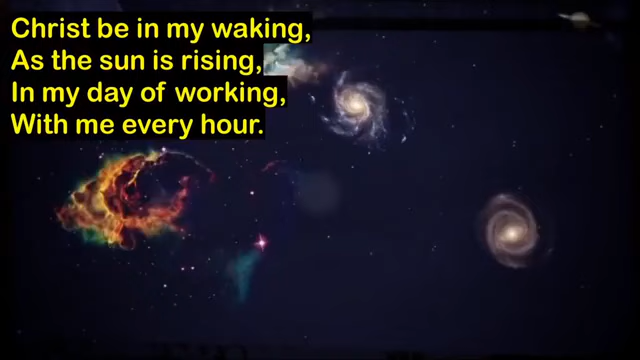 Christ be in my waking,
As the sun is rising,
In my day of working,
With me every hour.